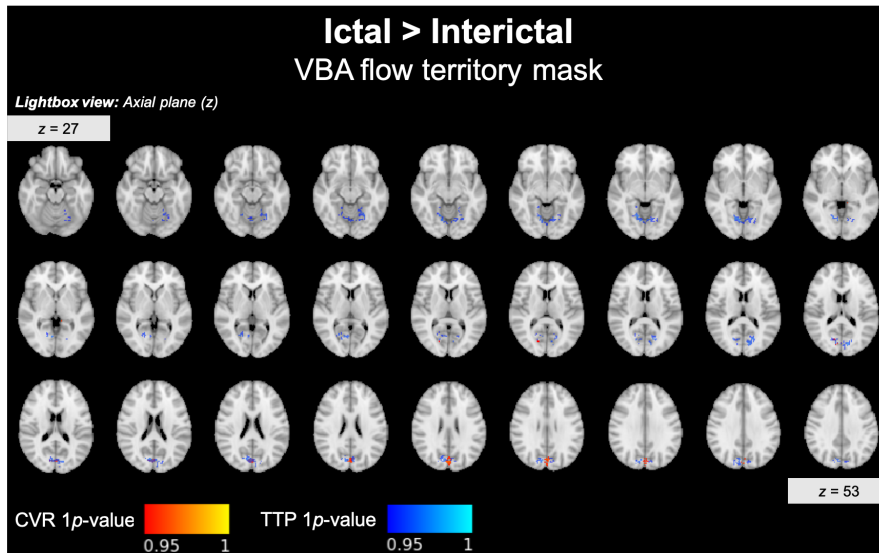 Ictal > Interictal
VBA flow territory mask
Lightbox view: Axial plane (z)
z = 27
z = 53
CVR 1p-value
0.95 1
TTP 1p-value
0.95 1